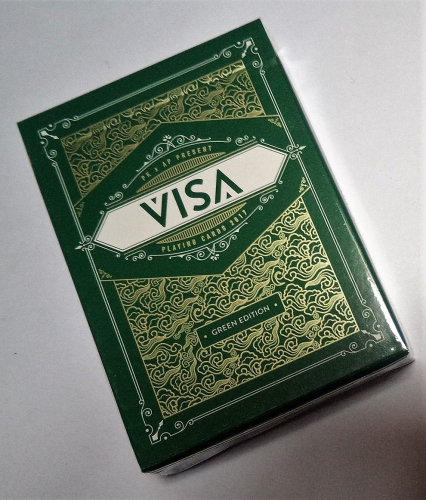 PK x AP PRESENT
VISA
PLAYING CARDS 2017
• GREEN EDITION •